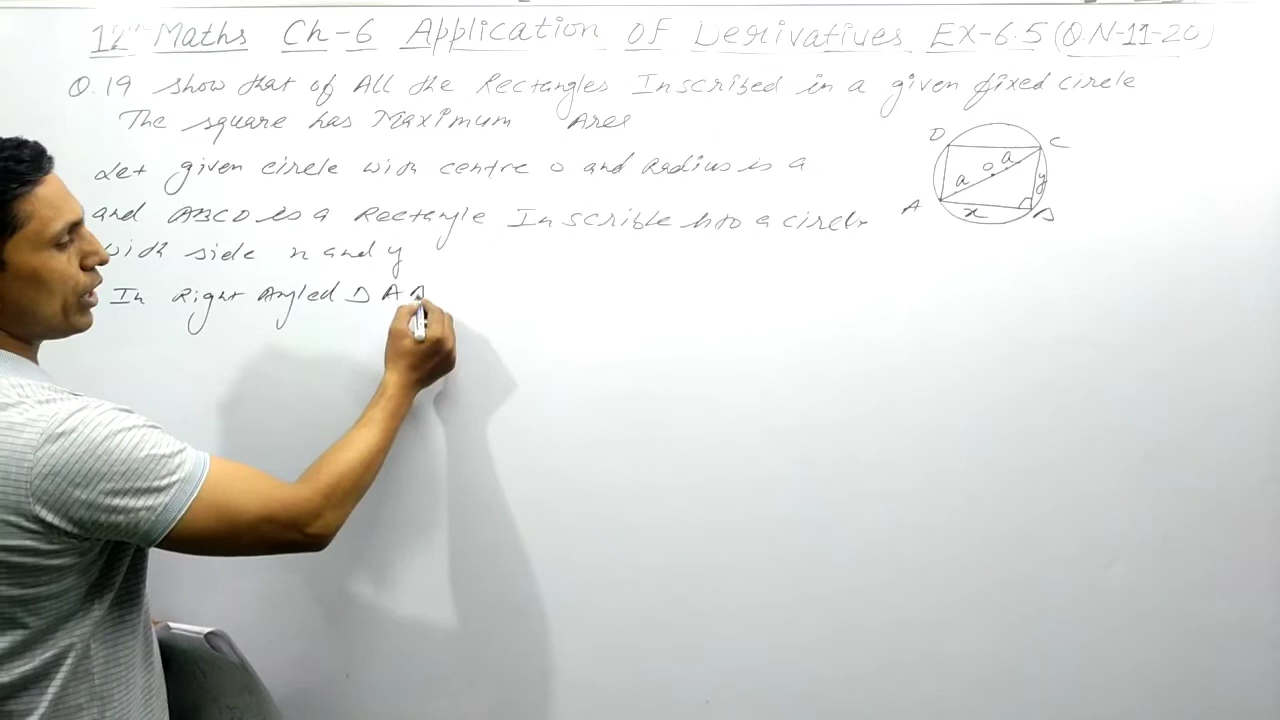 12th Maths Ch-6 Application OF Derivatives EX-6.5 (Q.N-11-20)
Q.19 show that of All the Rectangles Inscribed in a given fixed circle
The square has Maximum Area
Let given circle with centre O and Radius is a
and ABCD is a Rectangle Inscrible Into a circle
with side x and y
In Right Angled Δ AB
D
C
a
O
a
y
A
x
B